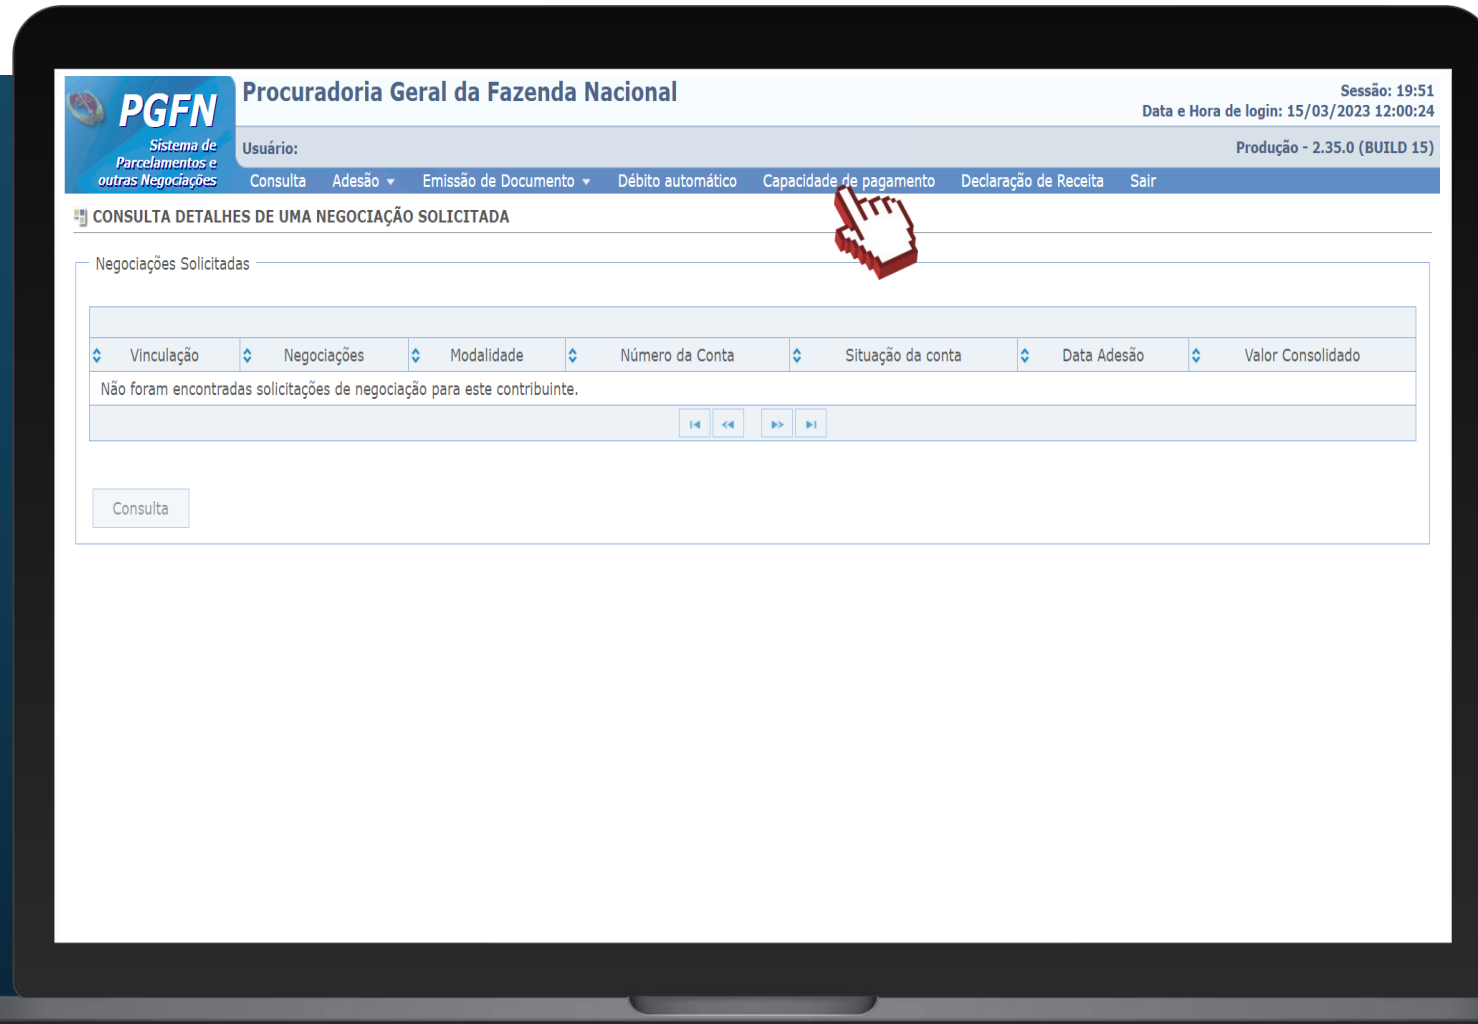 PGFN
Sistema de
Parcelamentos e
outras Negociações
Procuradoria Geral da Fazenda Nacional
Sessão: 19:51
Data e Hora de login: 15/03/2023 12:00:24
Usuário:
Produção - 2.35.0 (BUILD 15)
Consulta Adesão Emissão de Documento Débito automático Capacidade de pagamento Declaração de Receita Sair
CONSULTA DETALHES DE UMA NEGOCIAÇÃO SOLICITADA
Negociações Solicitadas
Vinculação Negociações Modalidade Número da Conta Situação da conta Data Adesão Valor Consolidado
Não foram encontradas solicitações de negociação para este contribuinte.
Consulta